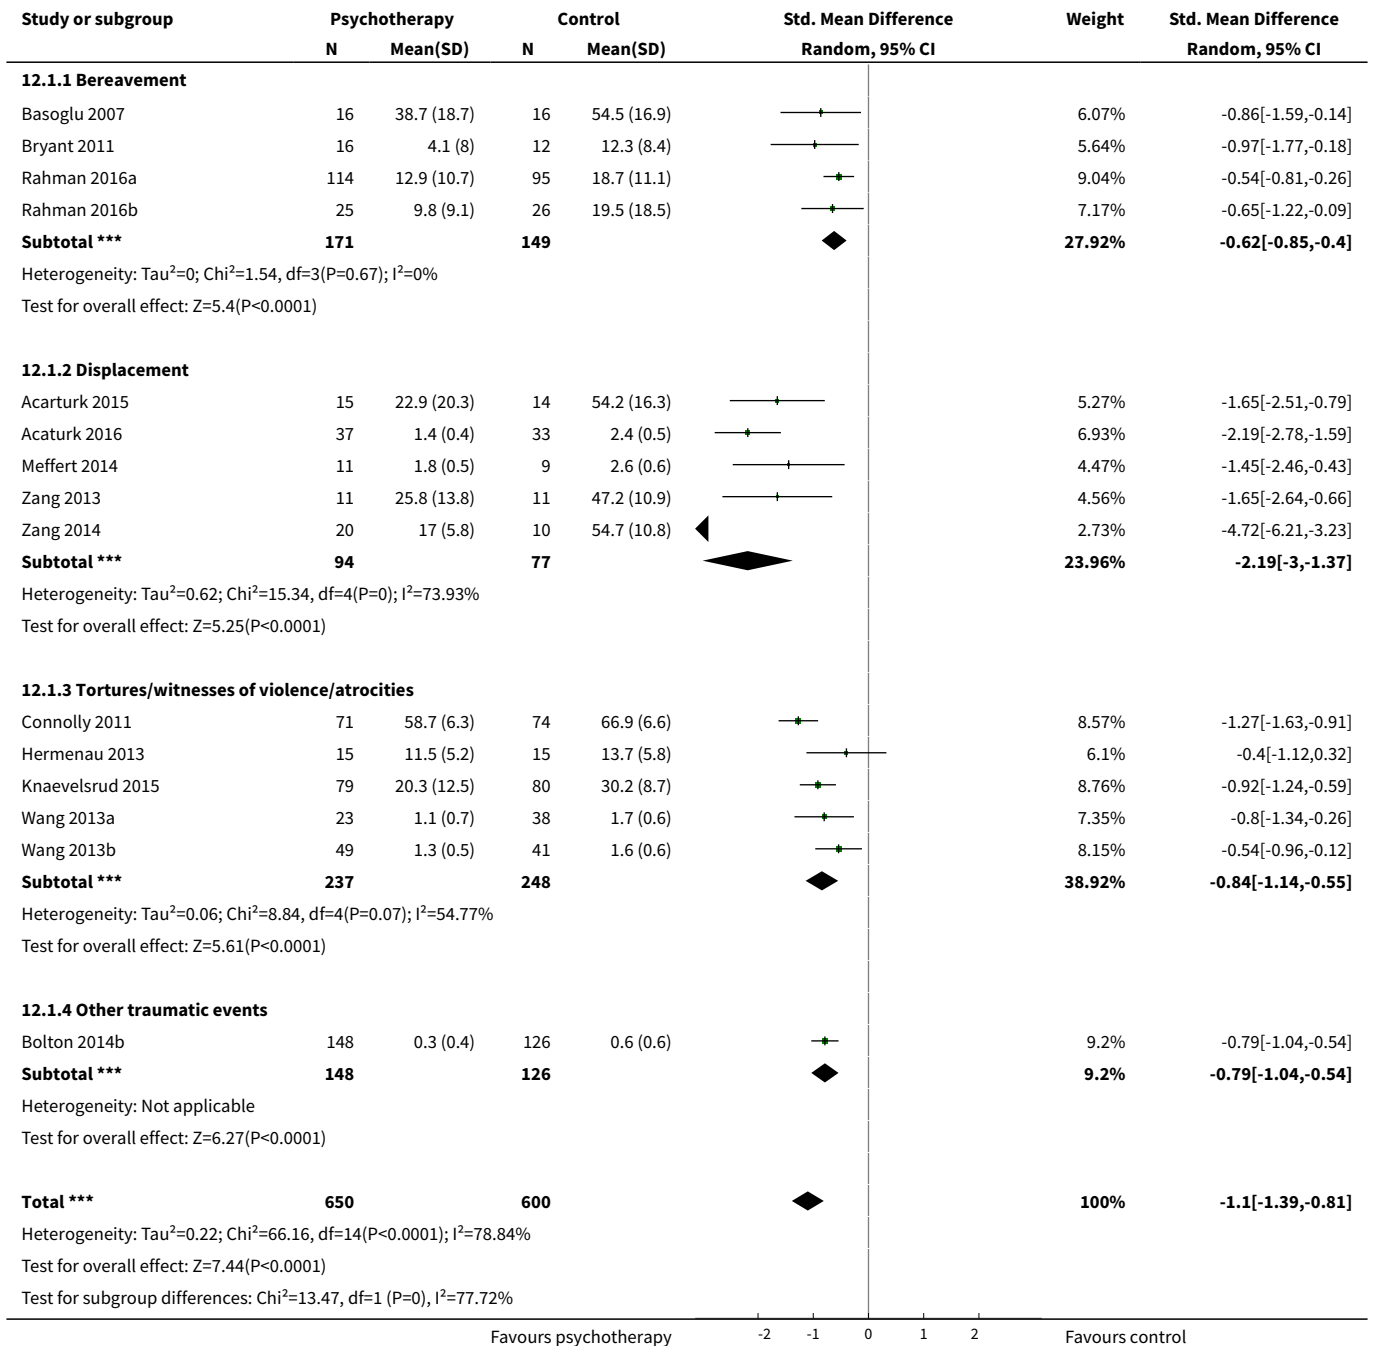 Study or subgroup Psychotherapy Control Std. Mean Difference Weight Std. Mean Difference
N Mean(SD) N Mean(SD) Random, 95% CI Random, 95% CI
12.1.1 Bereavement
Basoglu 2007 16 38.7 (18.7) 16 54.5 (16.9) 6.07% -0.86[-1.59,-0.14]
Bryant 2011 16 4.1 (8) 12 12.3 (8.4) 5.64% -0.97[-1.77,-0.18]
Rahman 2016a 114 12.9 (10.7) 95 18.7 (11.1) 9.04% -0.54[-0.81,-0.26]
Rahman 2016b 25 9.8 (9.1) 26 19.5 (18.5) 7.17% -0.65[-1.22,-0.09]
Subtotal *** 171 149 27.92% -0.62[-0.85,-0.4]
Heterogeneity: Tau²=0; Chi²=1.54, df=3(P=0.67); I²=0%
Test for overall effect: Z=5.4(P<0.0001)
12.1.2 Displacement
Acarturk 2015 15 22.9 (20.3) 14 54.2 (16.3) 5.27% -1.65[-2.51,-0.79]
Acaturk 2016 37 1.4 (0.4) 33 2.4 (0.5) 6.93% -2.19[-2.78,-1.59]
Meffert 2014 11 1.8 (0.5) 9 2.6 (0.6) 4.47% -1.45[-2.46,-0.43]
Zang 2013 11 25.8 (13.8) 11 47.2 (10.9) 4.56% -1.65[-2.64,-0.66]
Zang 2014 20 17 (5.8) 10 54.7 (10.8) 2.73% -4.72[-6.21,-3.23]
Subtotal *** 94 77 23.96% -2.19[-3,-1.37]
Heterogeneity: Tau²=0.62; Chi²=15.34, df=4(P=0); I²=73.93%
Test for overall effect: Z=5.25(P<0.0001)
12.1.3 Tortures/witnesses of violence/atrocities
Connolly 2011 71 58.7 (6.3) 74 66.9 (6.6) 8.57% -1.27[-1.63,-0.91]
Hermenau 2013 15 11.5 (5.2) 15 13.7 (5.8) 6.1% -0.4[-1.12,0.32]
Knaevelsrud 2015 79 20.3 (12.5) 80 30.2 (8.7) 8.76% -0.92[-1.24,-0.59]
Wang 2013a 23 1.1 (0.7) 38 1.7 (0.6) 7.35% -0.8[-1.34,-0.26]
Wang 2013b 49 1.3 (0.5) 41 1.6 (0.6) 8.15% -0.54[-0.96,-0.12]
Subtotal *** 237 248 38.92% -0.84[-1.14,-0.55]
Heterogeneity: Tau²=0.06; Chi²=8.84, df=4(P=0.07); I²=54.77%
Test for overall effect: Z=5.61(P<0.0001)
12.1.4 Other traumatic events
Bolton 2014b 148 0.3 (0.4) 126 0.6 (0.6) 9.2% -0.79[-1.04,-0.54]
Subtotal *** 148 126 9.2% -0.79[-1.04,-0.54]
Heterogeneity: Not applicable
Test for overall effect: Z=6.27(P<0.0001)
Total *** 650 600 100% -1.1[-1.39,-0.81]
Heterogeneity: Tau²=0.22; Chi²=66.16, df=14(P<0.0001); I²=78.84%
Test for overall effect: Z=7.44(P<0.0001)
Test for subgroup differences: Chi²=13.47, df=1 (P=0), I²=77.72%
Favours psychotherapy -2 -1 0 1 2 Favours control